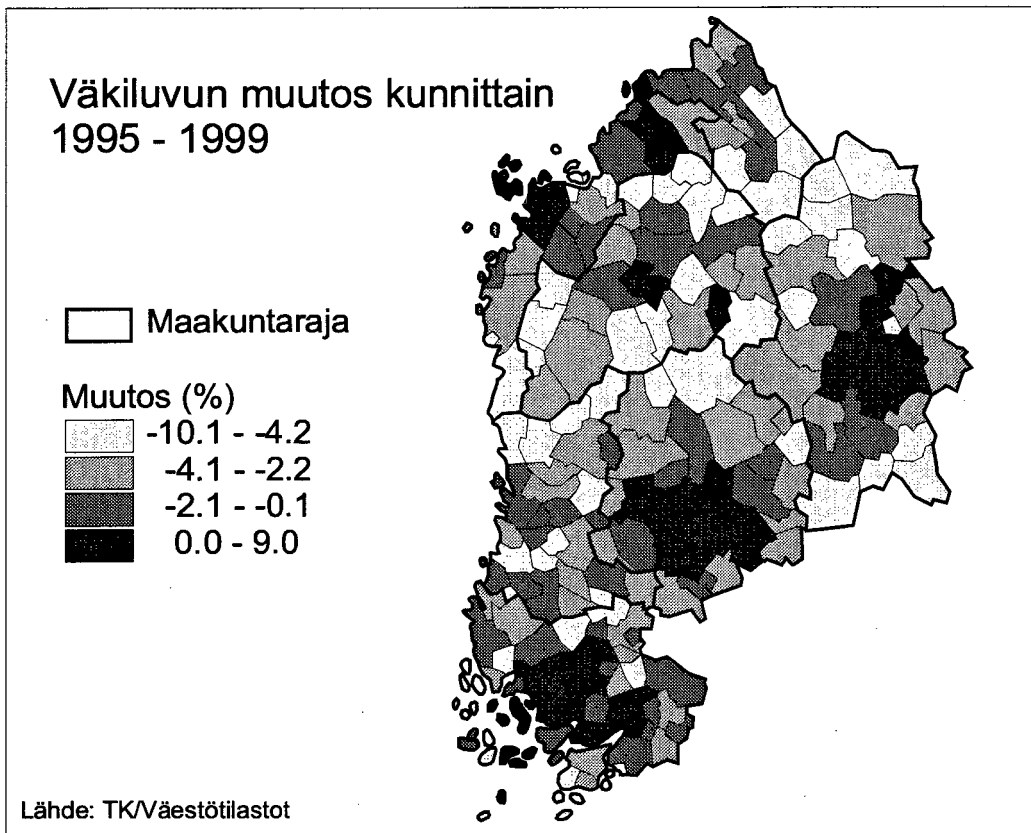 Väkiluvun muutos kunnittain
1995 - 1999
Maakuntaraja
Muutos (%)
-10.1 - -4.2
-4.1 - -2.2
-2.1 - -0.1
0.0 - 9.0
Lähde: TK/Väestötilastot